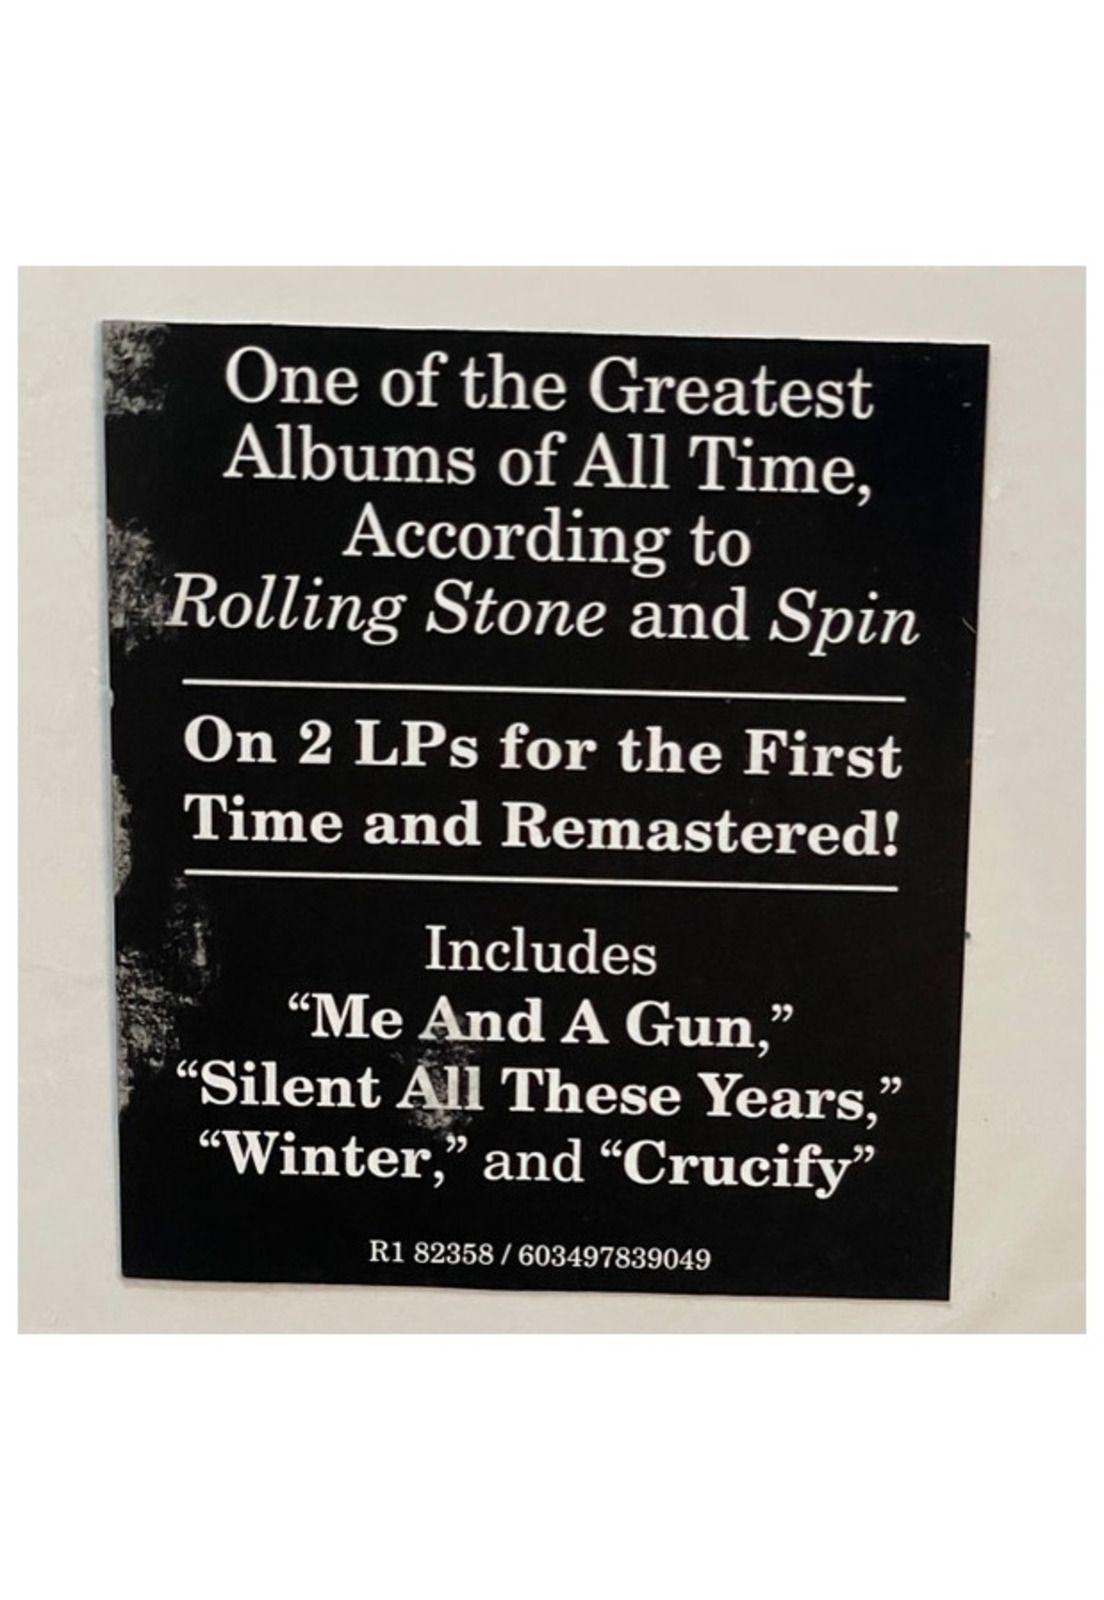 One of the Greatest
Albums of All Time,
According to
Rolling Stone and Spin
On 2 LPs for the First
Time and Remastered!
Includes
“Me And A Gun,”
“Silent All These Years,”
“Winter,” and “Crucify”
R1 82358 / 603497839049